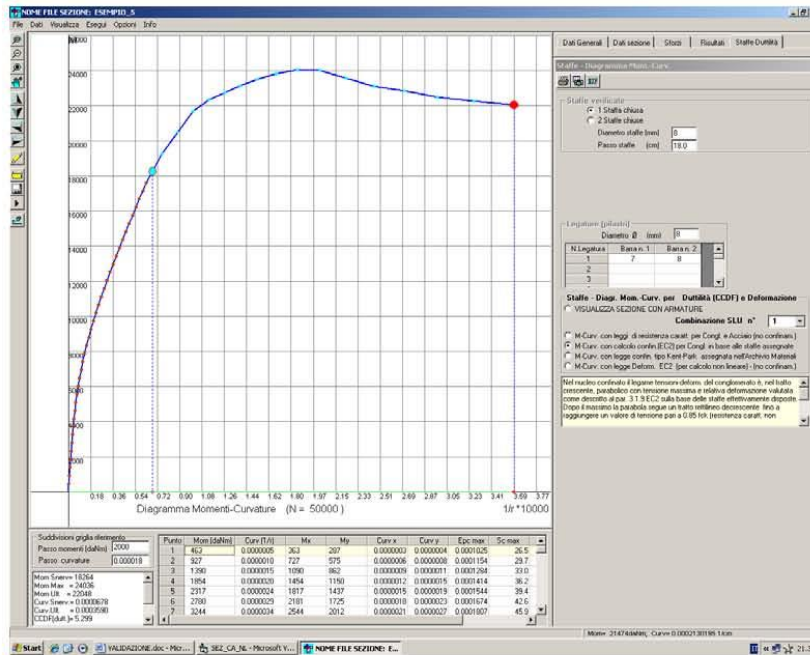 NOME FILE SEZIONE: ESEMPIO_5
File Dati Visualizza Esegui Opzioni Info
M
24000
22000
20000
18000
16000
14000
12000
10000
8000
6000
4000
2000
0.18 0.36 0.54 0.72 0.90 1.08 1.26 1.44 1.62 1.80 1.97 2.15 2.33 2.51 2.69 2.87 3.05 3.23 3.41 3.59 3.77
Diagramma Momenti-Curvature (N = 50000 ) 1/r *10000
Dati Generali Dati sezione Sforzi Risultati Staffe Duttilità
Staffe - Diagramma Mom.-Curv.
Staffe verificate
1 Staffa chiusa
2 Staffe chiuse
Diametro staffe (mm) 8
Passo staffe (cm) 18.0
Legature (pilastri)
Diametro Ø (mm) 8
N.Legatura Barra n. 1 Barra n. 2
1 7 8
2
3
Staffe - Diagr. Mom.-Curv. per Duttilità (CCDF) e Deformazione
VISUALIZZA SEZIONE CON ARMATURE
Combinazione SLU n° 1
M-Curv. con leggi di resistenza caratt. per Congl. e Acciaio (no confinam.)
M-Curv. con calcolo confin.(EC2) per Congl. in base alle staffe assegnate
M-Curv. con legge confin. tipo Kent-Park assegnata nell'Archivio Materiali
M-Curv. con legge Deform. EC2 (per calcolo non lineare) - (no confinam.)
Nel nucleo confinato il legame tensioni-deform. del conglomerato è, nel tratto
crescente, parabolico con tensione massima e relativa deformazione valutata
come descritto al par. 3.1.9 EC2 sulla base delle staffe effettivamente disposte.
Dopo il massimo la parabola segue un tratto rettilineo decrescente fino a
raggiungere un valore di tensione pari a 0.85 fck (resistenza caratt. non
Suddivisioni griglia riferimento
Passo momenti (daNm) 2000
Passo curvature 0.000018
Mom Snerv= 18264
Mom Max = 24036
Mom Ult. = 22048
Curv Snerv= 0.0000678
Curv Ult. = 0.0003590
CCDF(dutt.)= 5.299
Punto Mom (daNm) Curv (1/r) Mx My Curv x Curv y Epc max Sc max
1 463 0.0000005 363 287 0.0000003 0.0000004 0.0001025 26.5
2 927 0.0000010 727 575 0.0000006 0.0000008 0.0001154 29.7
3 1390 0.0000015 1090 862 0.0000009 0.0000011 0.0001284 33.0
4 1854 0.0000020 1454 1150 0.0000012 0.0000015 0.0001414 36.2
5 2317 0.0000024 1817 1437 0.0000015 0.0000019 0.0001544 39.4
6 2780 0.0000029 2181 1725 0.0000018 0.0000023 0.0001674 42.6
7 3244 0.0000034 2544 2012 0.0000021 0.0000027 0.0001807 45.9
Mom= 21474daNm; Curv= 0.0002130195 1/cm
Start VALIDAZIONE.doc - Micr... SEZ_CA_NL - Microsoft V... NOME FILE SEZIONE: E...